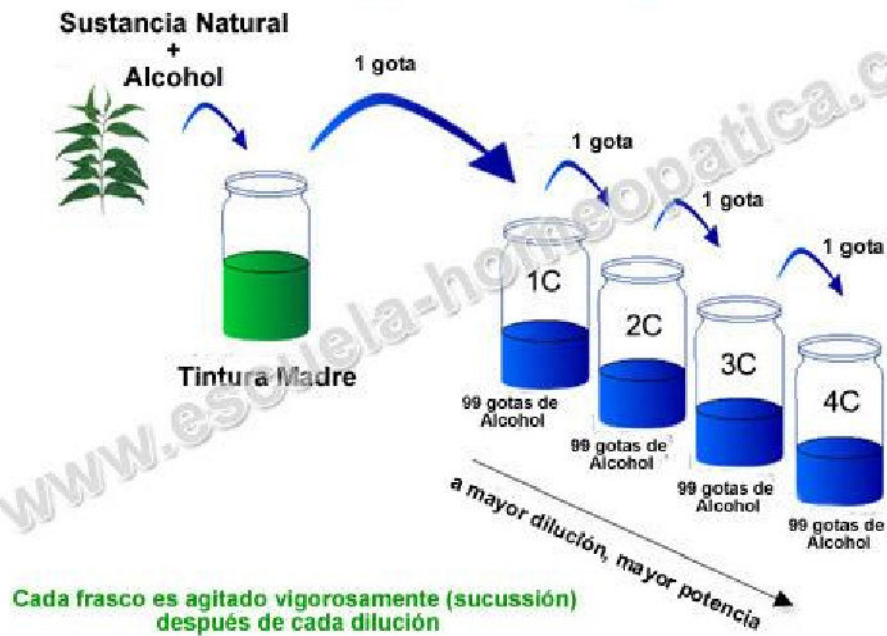 Sustancia Natural
+
Alcohol
1 gota
1 gota
1 gota
1 gota
Tintura Madre
1C
2C
3C
4C
99 gotas de
Alcohol
99 gotas de
Alcohol
99 gotas de
Alcohol
99 gotas de
Alcohol
a mayor dilución, mayor potencia
Cada frasco es agitado vigorosamente (sucussión)
después de cada dilución
www.escuela-homeopatica.c